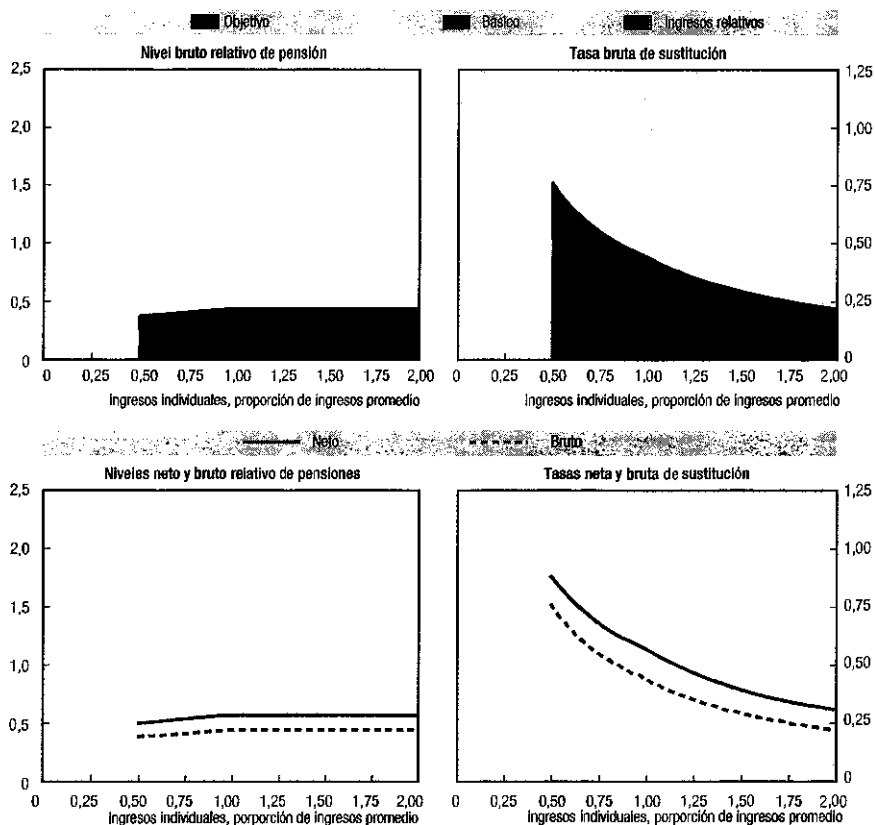 Objetivo Básico Ingresos relativos
Nivel bruto relativo de pensión Tasa bruta de sustitución
2,5 1,25
2,0 1,00
1,5 0,75
1,0 0,50
0,5 0,25
0 0
0 0,25 0,50 0,75 1,00 1,25 1,50 1,75 2,00 0 0,25 0,50 0,75 1,00 1,25 1,50 1,75 2,00
Ingresos individuales, proporción de ingresos promedio Ingresos individuales, proporción de ingresos promedio
Neto Bruto
Niveles neto y bruto relativo de pensiones Tasas neta y bruta de sustitución
2,5 1,25
2,0 1,00
1,5 0,75
1,0 0,50
0,5 0,25
0 0
0 0,25 0,50 0,75 1,00 1,25 1,50 1,75 2,00 0 0,25 0,50 0,75 1,00 1,25 1,50 1,75 2,00
Ingresos individuales, porporción de ingresos promedio Ingresos individuales, porporción de ingresos promedio